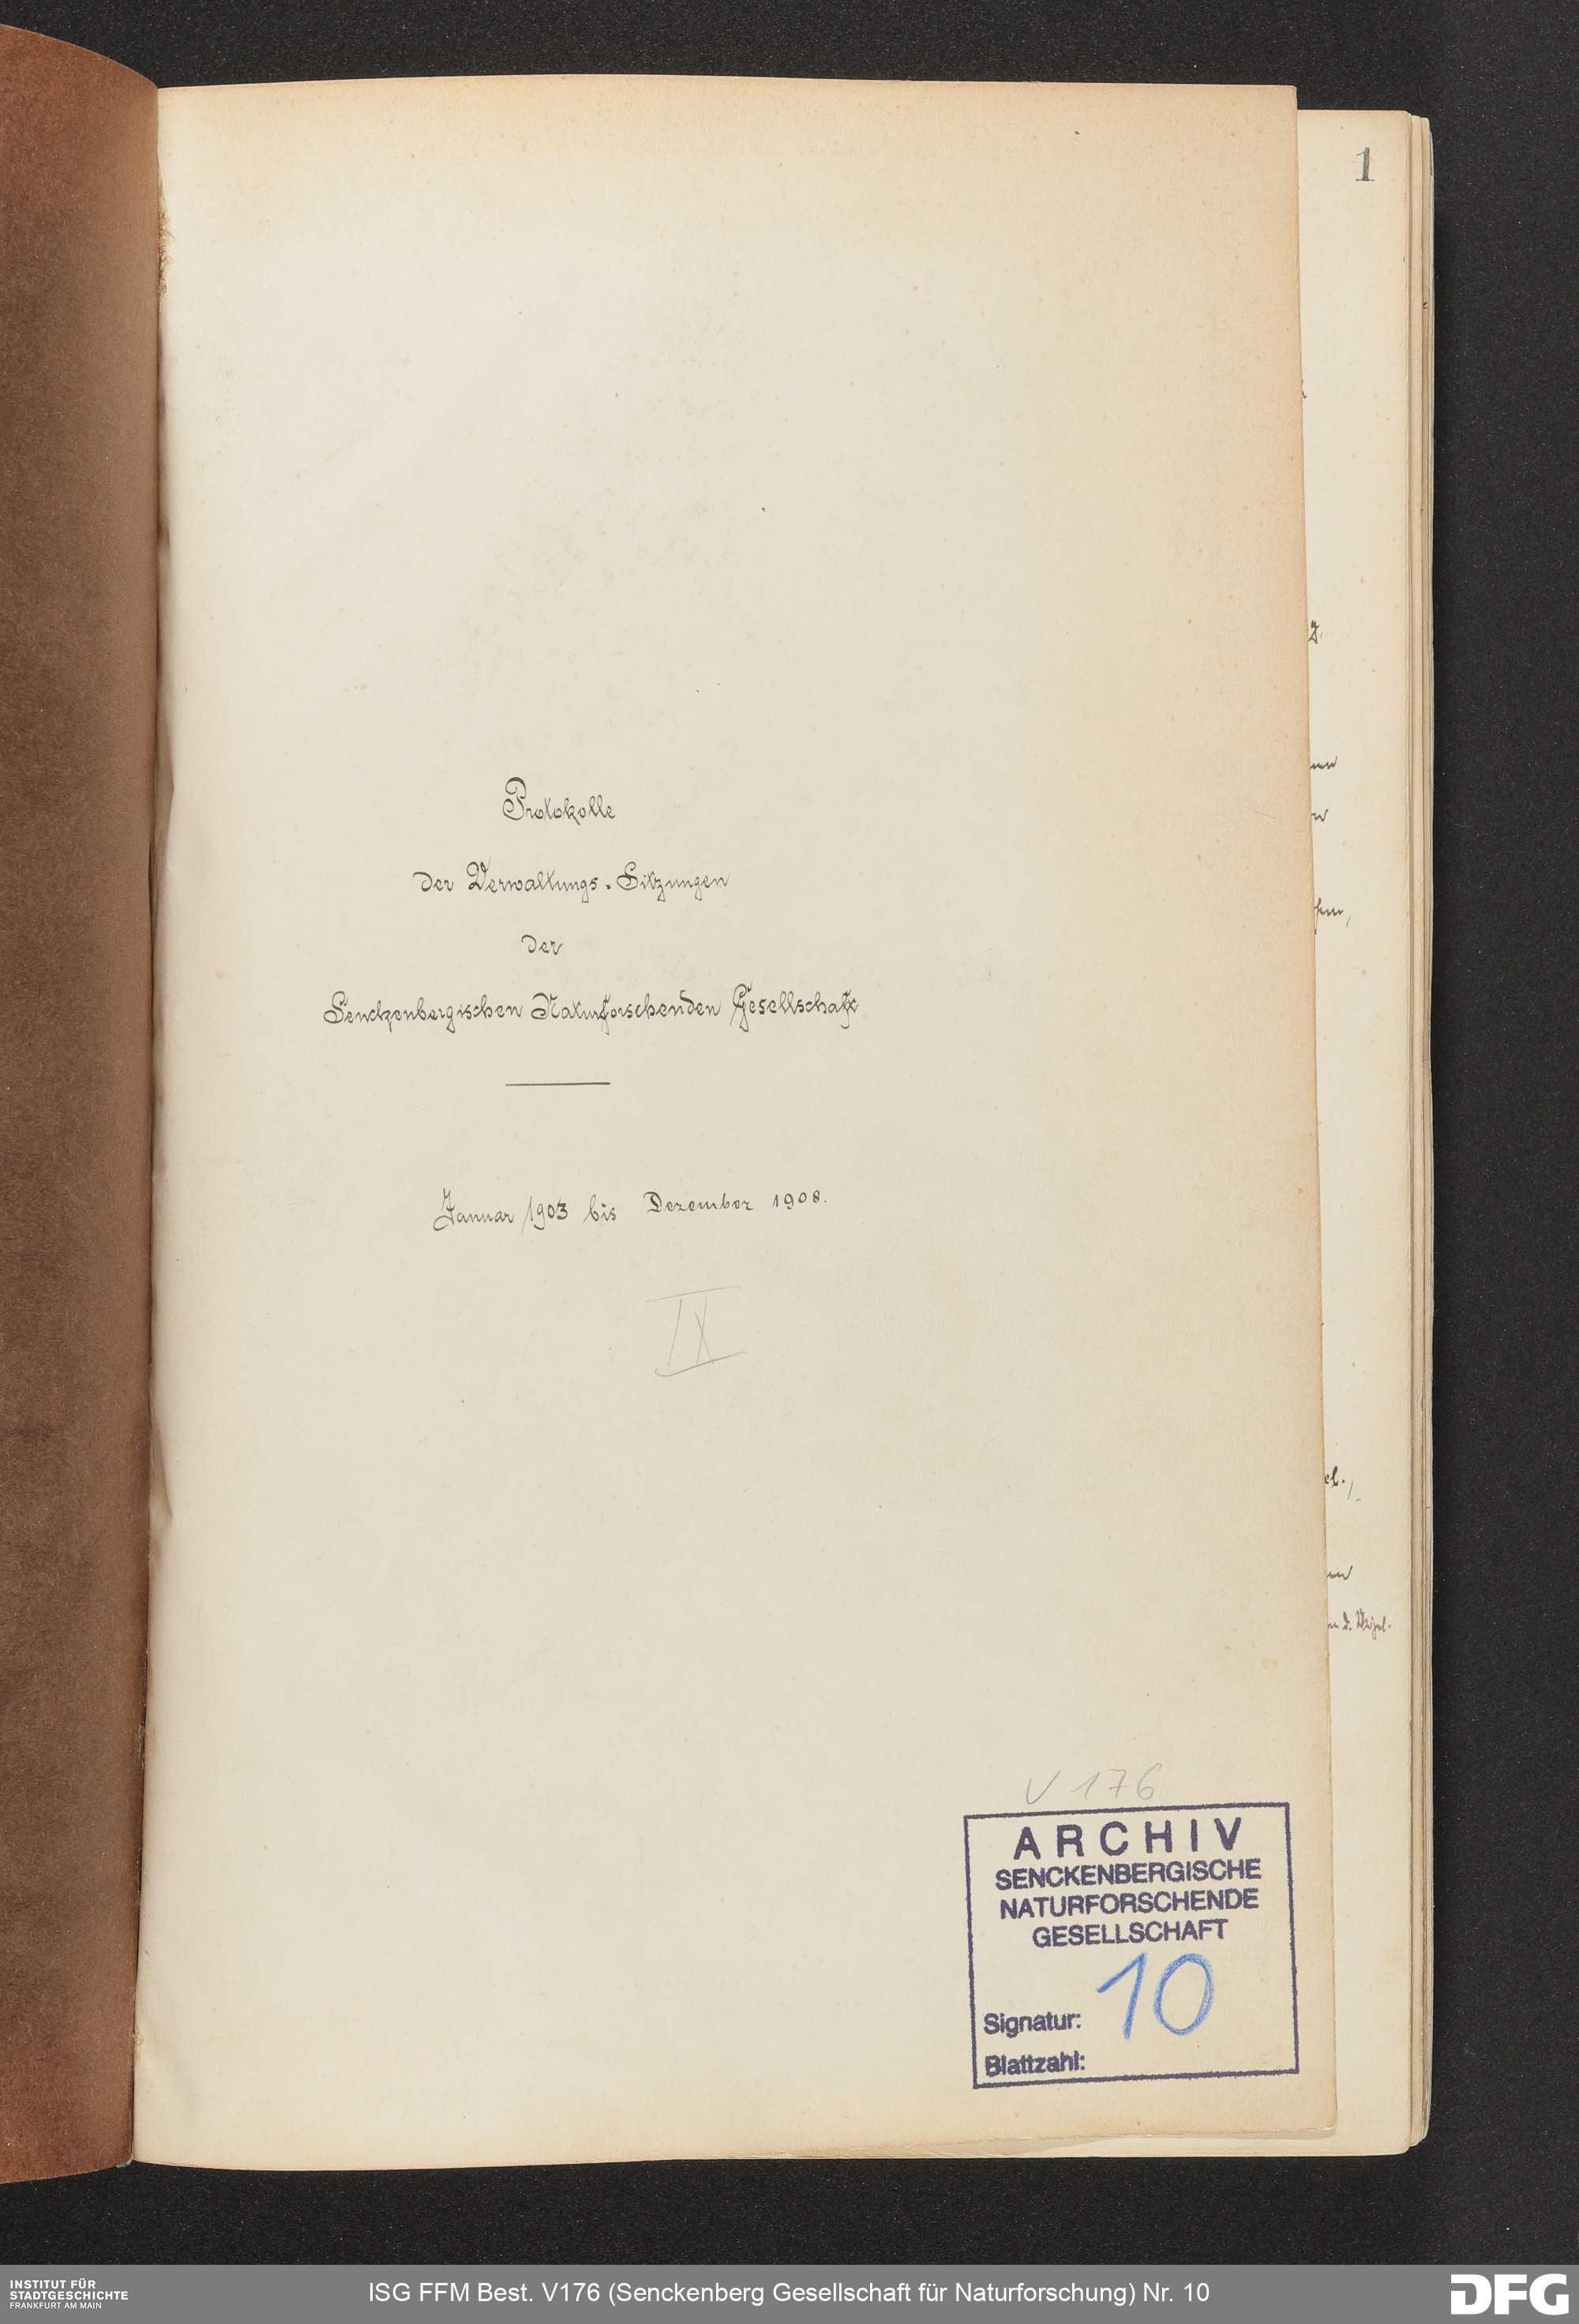 1
Protokolle
der Verwaltungs-Sitzungen
der
Senckenbergischen Naturforschenden Gesellschaft
Januar 1903 bis Dezember 1908.
IX
V 176
ARCHIV
SENCKENBERGISCHE
NATURFORSCHENDE
GESELLSCHAFT
Signatur: 10
Blattzahl:
INSTITUT FÜR
STADTGESCHICHTE
FRANKFURT AM MAIN
ISG FFM Best. V176 (Senckenberg Gesellschaft für Naturforschung) Nr. 10
DFG